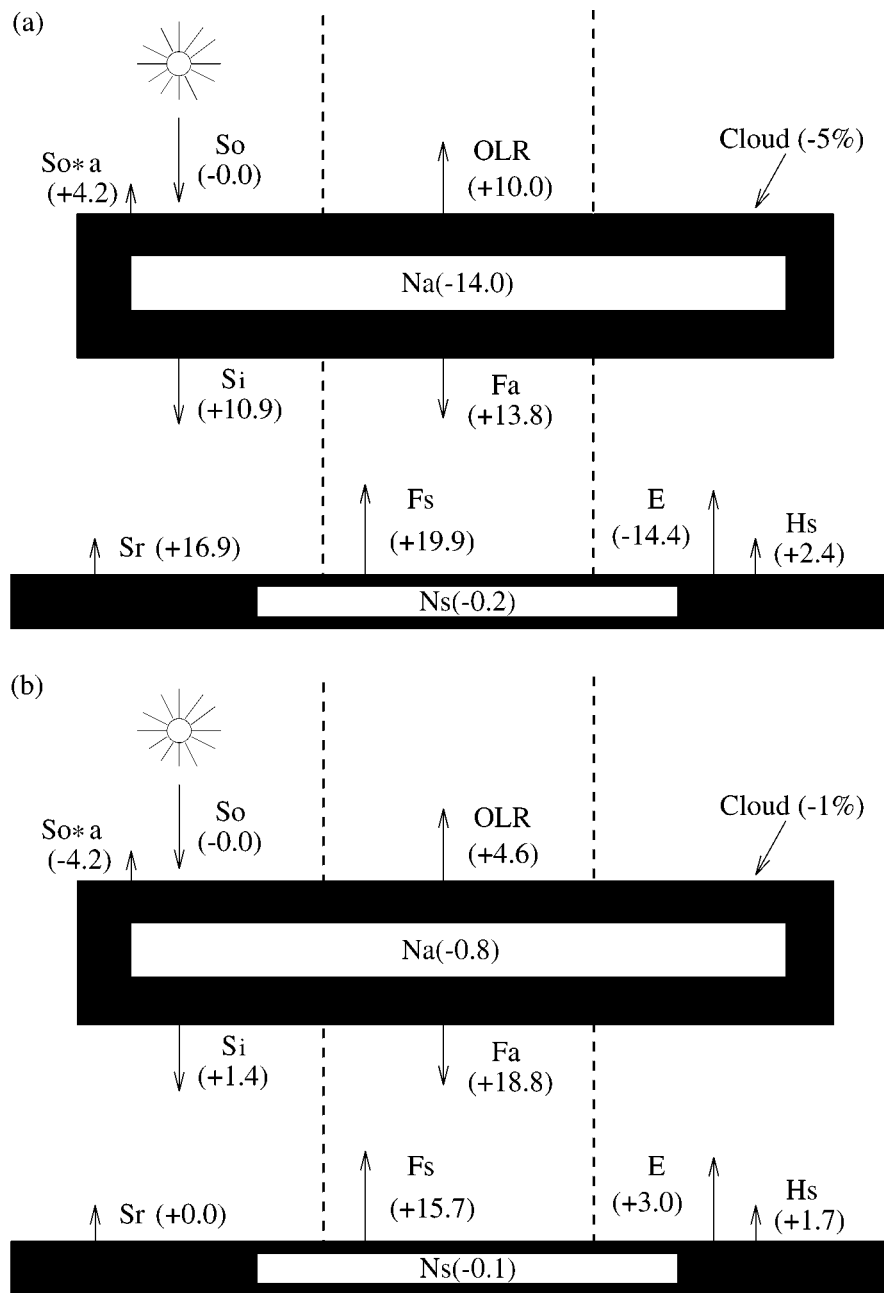 (a)
So
(-0.0)
So*a
(+4.2)
OLR
(+10.0)
Cloud (-5%)
Na(-14.0)
Si
(+10.9)
Fa
(+13.8)
Sr (+16.9)
Fs
(+19.9)
E
(-14.4)
Hs
(+2.4)
Ns(-0.2)
(b)
So
(-0.0)
So*a
(-4.2)
OLR
(+4.6)
Cloud (-1%)
Na(-0.8)
Si
(+1.4)
Fa
(+18.8)
Sr (+0.0)
Fs
(+15.7)
E
(+3.0)
Hs
(+1.7)
Ns(-0.1)